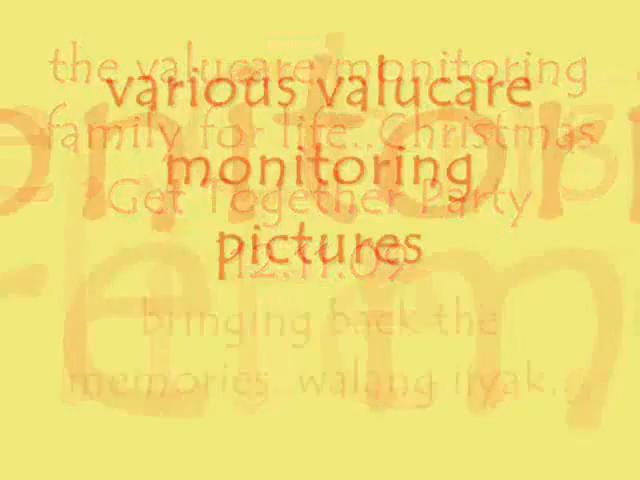 the valucare monitoring
various valucare
family for life..Christmas
monitoring
Get Together Party
pictures
12.11.09
bringing back the
memories..walang iiyak..